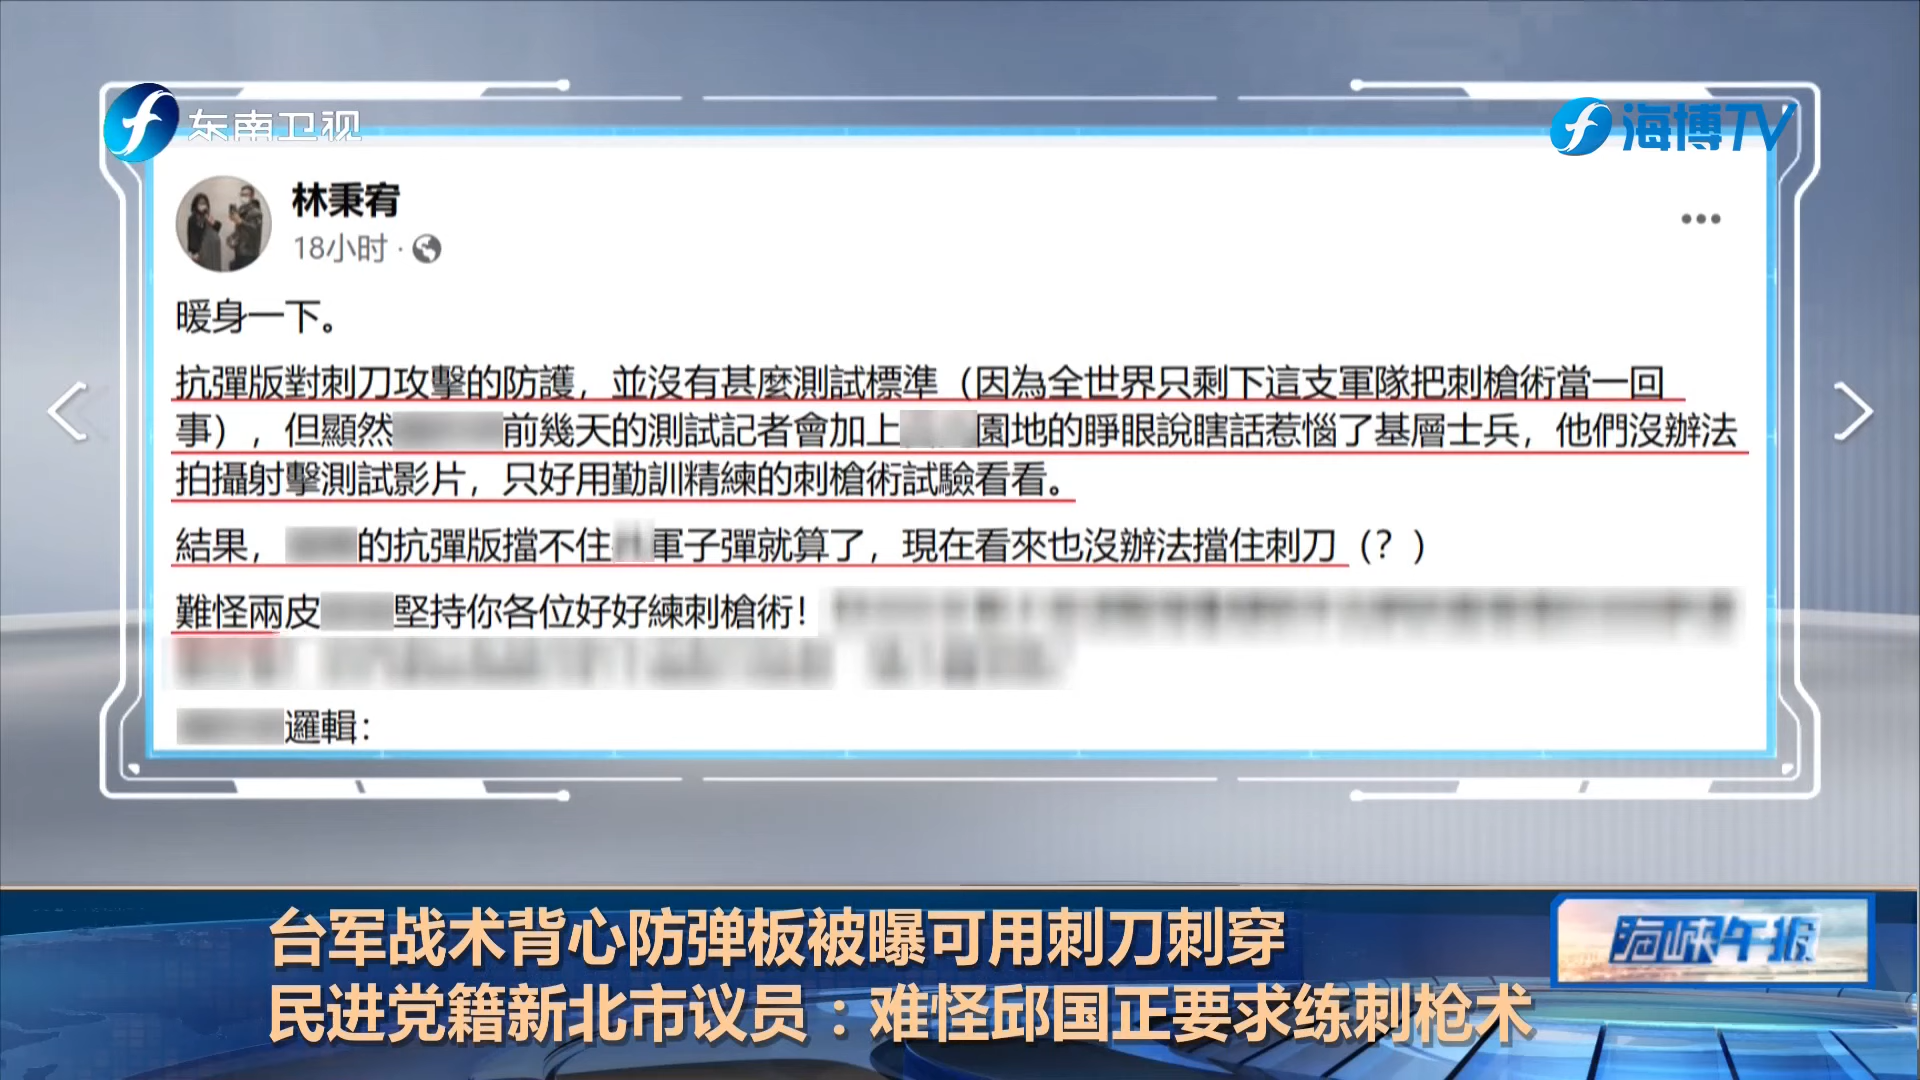 东南卫视
海博TV
林秉宥
18小时 ·
暖身一下。
抗彈版對刺刀攻擊的防護，並沒有甚麼測試標準（因為全世界只剩下這支軍隊把刺槍術當一回
事），但顯然 前幾天的測試記者會加上 園地的睜眼說瞎話惹惱了基層士兵，他們沒辦法
拍攝射擊測試影片，只好用勤訓精練的刺槍術試驗看看。
結果， 的抗彈版擋不住 軍子彈就算了，現在看來也沒辦法擋住刺刀（？）
難怪兩皮 堅持你各位好好練刺槍術！
邏輯：
台军战术背心防弹板被曝可用刺刀刺穿
民进党籍新北市议员：难怪邱国正要求练刺枪术
海峡午报